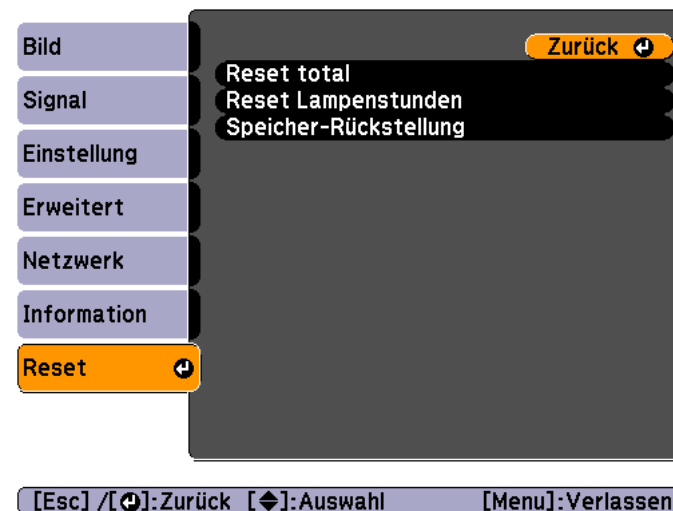 Bild
Signal
Einstellung
Erweitert
Netzwerk
Information
Reset
Zurück
Reset total
Reset Lampenstunden
Speicher-Rückstellung
[Esc] /[⏎]:Zurück [◆]:Auswahl [Menu]:Verlassen